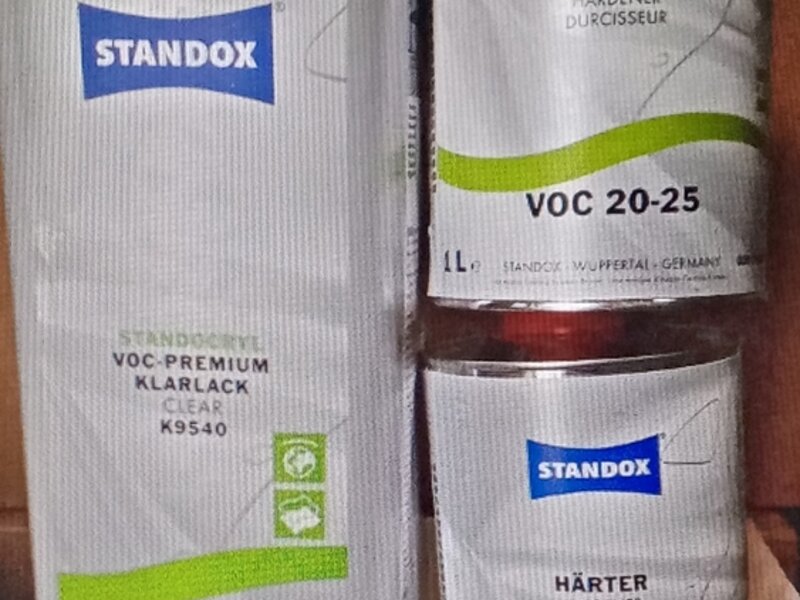 STANDOX
STANDOCRYL
VOC-PREMIUM
KLARLACK
CLEAR
K9540
HARDENER
DURCISSEUR
VOC 20-25
1L e STANDOX - WUPPERTAL - GERMANY
STANDOX
HÄRTER